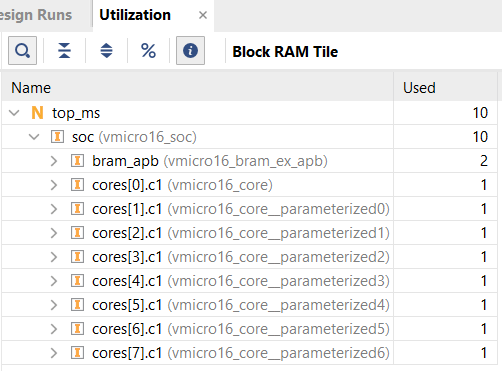 esign Runs Utilization ×
% i Block RAM Tile
Name Used
N top_ms 10
I soc (vmicro16_soc) 10
I bram_apb (vmicro16_bram_ex_apb) 2
I cores[0].c1 (vmicro16_core) 1
I cores[1].c1 (vmicro16_core__parameterized0) 1
I cores[2].c1 (vmicro16_core__parameterized1) 1
I cores[3].c1 (vmicro16_core__parameterized2) 1
I cores[4].c1 (vmicro16_core__parameterized3) 1
I cores[5].c1 (vmicro16_core__parameterized4) 1
I cores[6].c1 (vmicro16_core__parameterized5) 1
I cores[7].c1 (vmicro16_core__parameterized6) 1